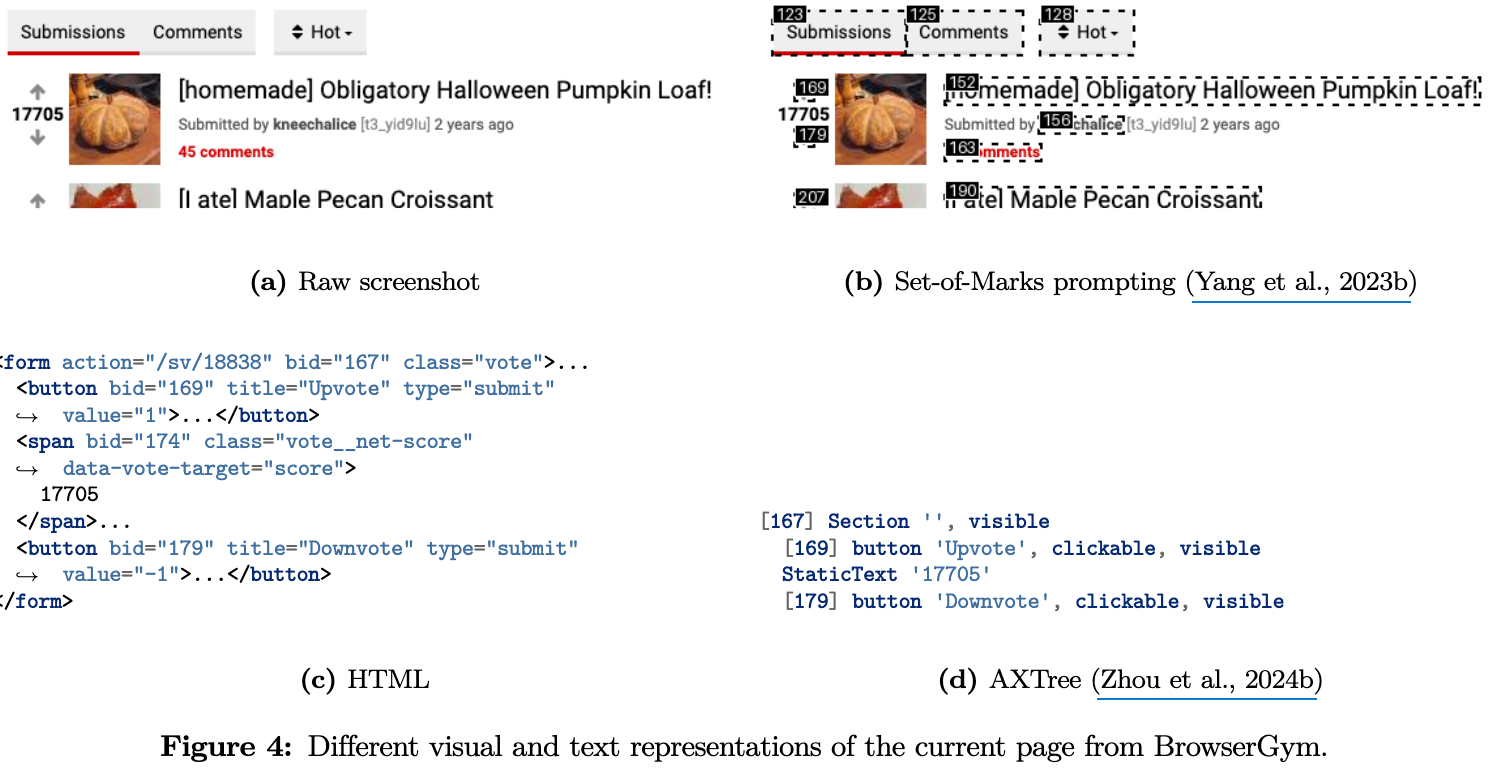 Submissions Comments Hot
17705
[homemade] Obligatory Halloween Pumpkin Loaf!
Submitted by kneechalice [t3_yid9lu] 2 years ago
45 comments
[I ate] Maple Pecan Croissant
(a) Raw screenshot
123 125 128
Submissions Comments Hot
169
17705
179
152 homemade] Obligatory Halloween Pumpkin Loaf!
Submitted by 156 chalice [t3_yid9lu] 2 years ago
163 mments
207
190 ate] Maple Pecan Croissant
(b) Set-of-Marks prompting (Yang et al., 2023b)
<form action="/sv/18838" bid="167" class="vote">...
<button bid="169" title="Upvote" type="submit"
↪ value="1">...</button>
<span bid="174" class="vote__net-score"
↪ data-vote-target="score">
17705
</span>...
<button bid="179" title="Downvote" type="submit"
↪ value="-1">...</button>
</form>
(c) HTML
[167] Section '', visible
[169] button 'Upvote', clickable, visible
StaticText '17705'
[179] button 'Downvote', clickable, visible
(d) AXTree (Zhou et al., 2024b)
Figure 4: Different visual and text representations of the current page from BrowserGym.